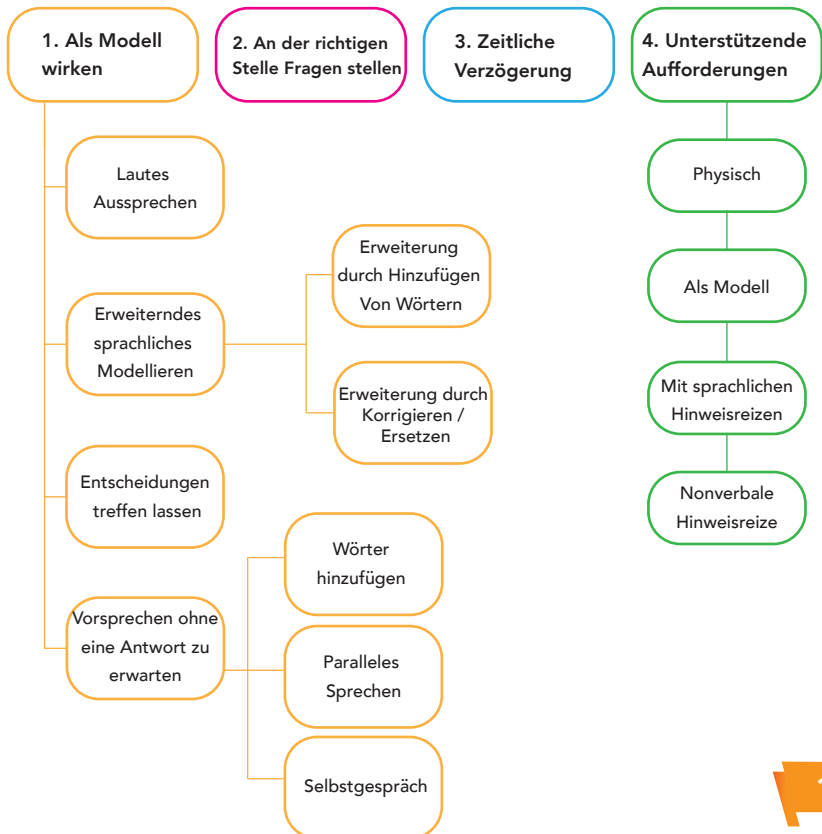 1. Als Modell
wirken
2. An der richtigen
Stelle Fragen stellen
3. Zeitliche
Verzögerung
4. Unterstützende
Aufforderungen
Lautes
Aussprechen
Erweiterndes
sprachliches
Modellieren
Erweiterung
durch Hinzufügen
Von Wörtern
Erweiterung durch
Korrigieren /
Ersetzen
Entscheidungen
treffen lassen
Vorsprechen ohne
eine Antwort zu
erwarten
Wörter
hinzufügen
Paralleles
Sprechen
Selbstgespräch
Physisch
Als Modell
Mit sprachlichen
Hinweisreizen
Nonverbale
Hinweisreize